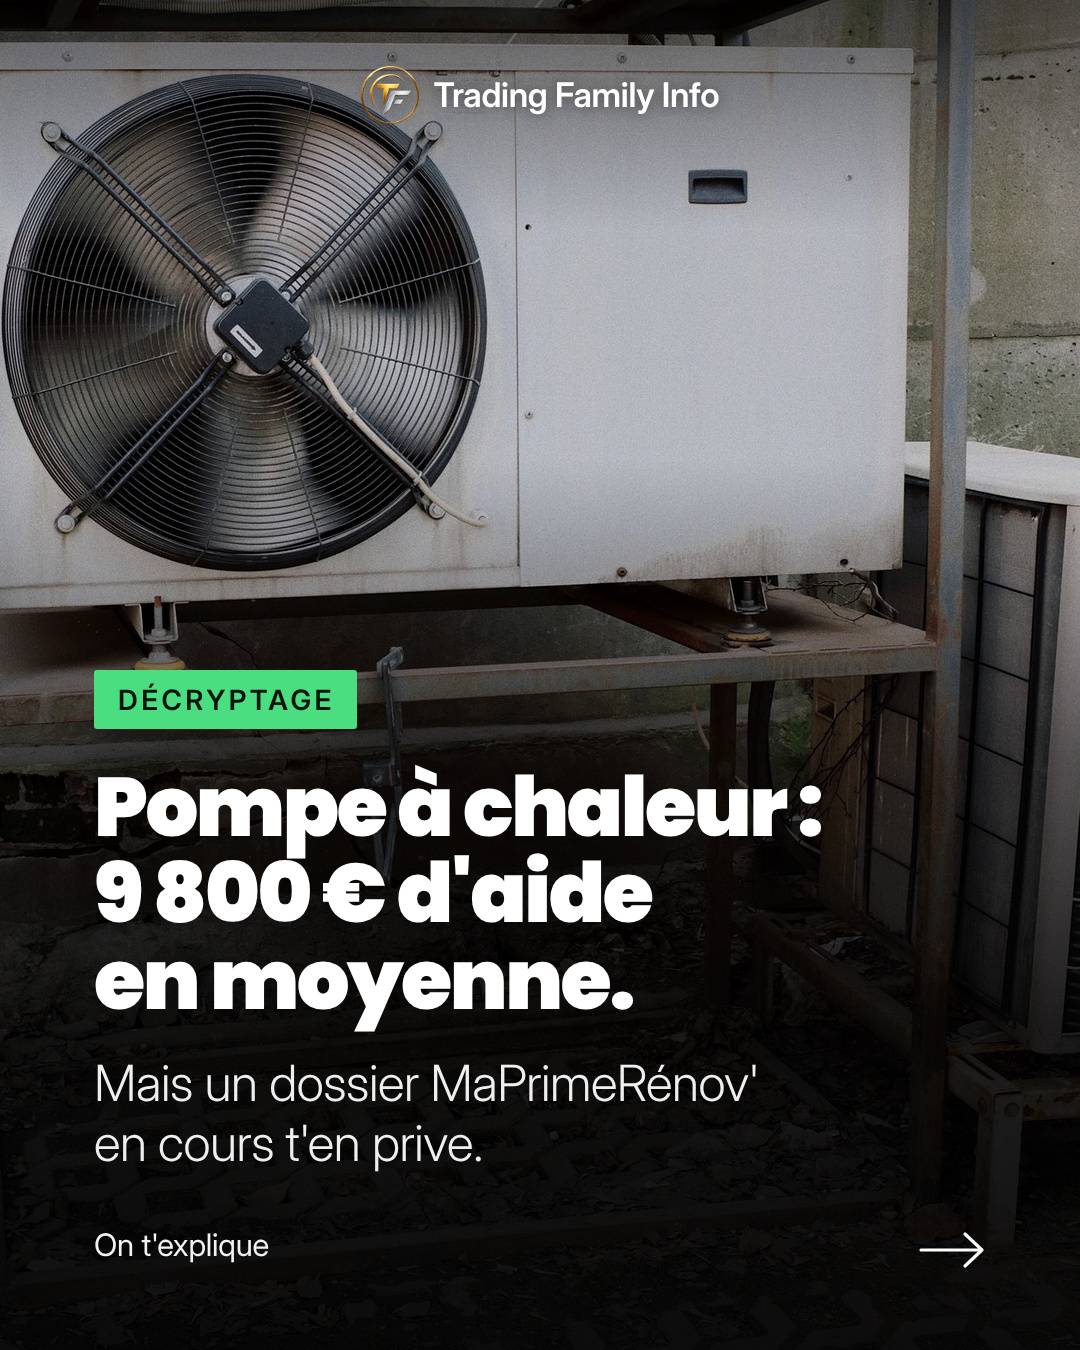 TF Trading Family Info
DÉCRYPTAGE
Pompe à chaleur :
9 800 € d'aide
en moyenne.
Mais un dossier MaPrimeRénov'
en cours t'en prive.
On t'explique